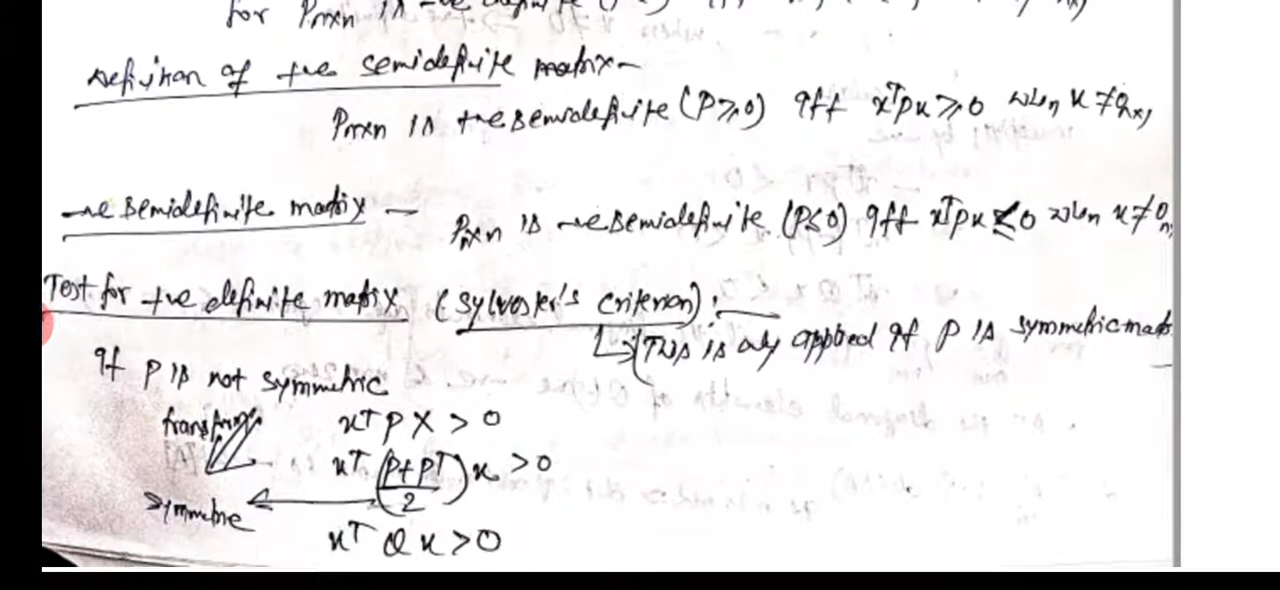 for Pnxn is -ve definite
Definition of +ve semidefinite matrix-
Pnxn is +ve semidefinite (P≥0) iff xᵀPx ≥ 0 when x ≠ 0nx1
-ve semidefinite matrix - Pnxn is -ve semidefinite (P≤0) iff xᵀPx ≤ 0 when x ≠ 0n
Test for +ve definite matrix (Sylvester's Criterion):-
↳ (This is only applied if P is symmetric
If P is not symmetric
transform xᵀPx > 0
xᵀ (P+Pᵀ)/2 x > 0
symmetric ←
xᵀ Q x > 0